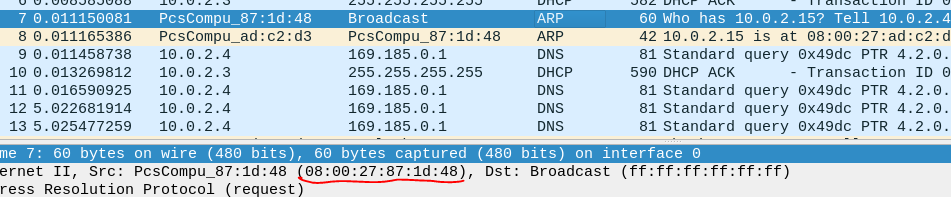 6 0.008585068 10.0.2.4 255.255.255.255 DHCP 582 DHCP ACK - Transaction ID 0
7 0.011150081 PcsCompu_87:1d:48 Broadcast ARP 60 Who has 10.0.2.15? Tell 10.0.2.4
8 0.011165386 PcsCompu_ad:c2:d3 PcsCompu_87:1d:48 ARP 42 10.0.2.15 is at 08:00:27:ad:c2:d
9 0.011458738 10.0.2.4 169.185.0.1 DNS 81 Standard query 0x49dc PTR 4.2.0.
10 0.013269812 10.0.2.3 255.255.255.255 DHCP 590 DHCP ACK - Transaction ID 0
11 0.016590925 10.0.2.4 169.185.0.1 DNS 81 Standard query 0x49dc PTR 4.2.0.
12 5.022681914 10.0.2.4 169.185.0.1 DNS 81 Standard query 0x49dc PTR 4.2.0.
13 5.025477259 10.0.2.4 169.185.0.1 DNS 81 Standard query 0x49dc PTR 4.2.0.
me 7: 60 bytes on wire (480 bits), 60 bytes captured (480 bits) on interface 0
ernet II, Src: PcsCompu_87:1d:48 (08:00:27:87:1d:48), Dst: Broadcast (ff:ff:ff:ff:ff:ff)
ress Resolution Protocol (request)